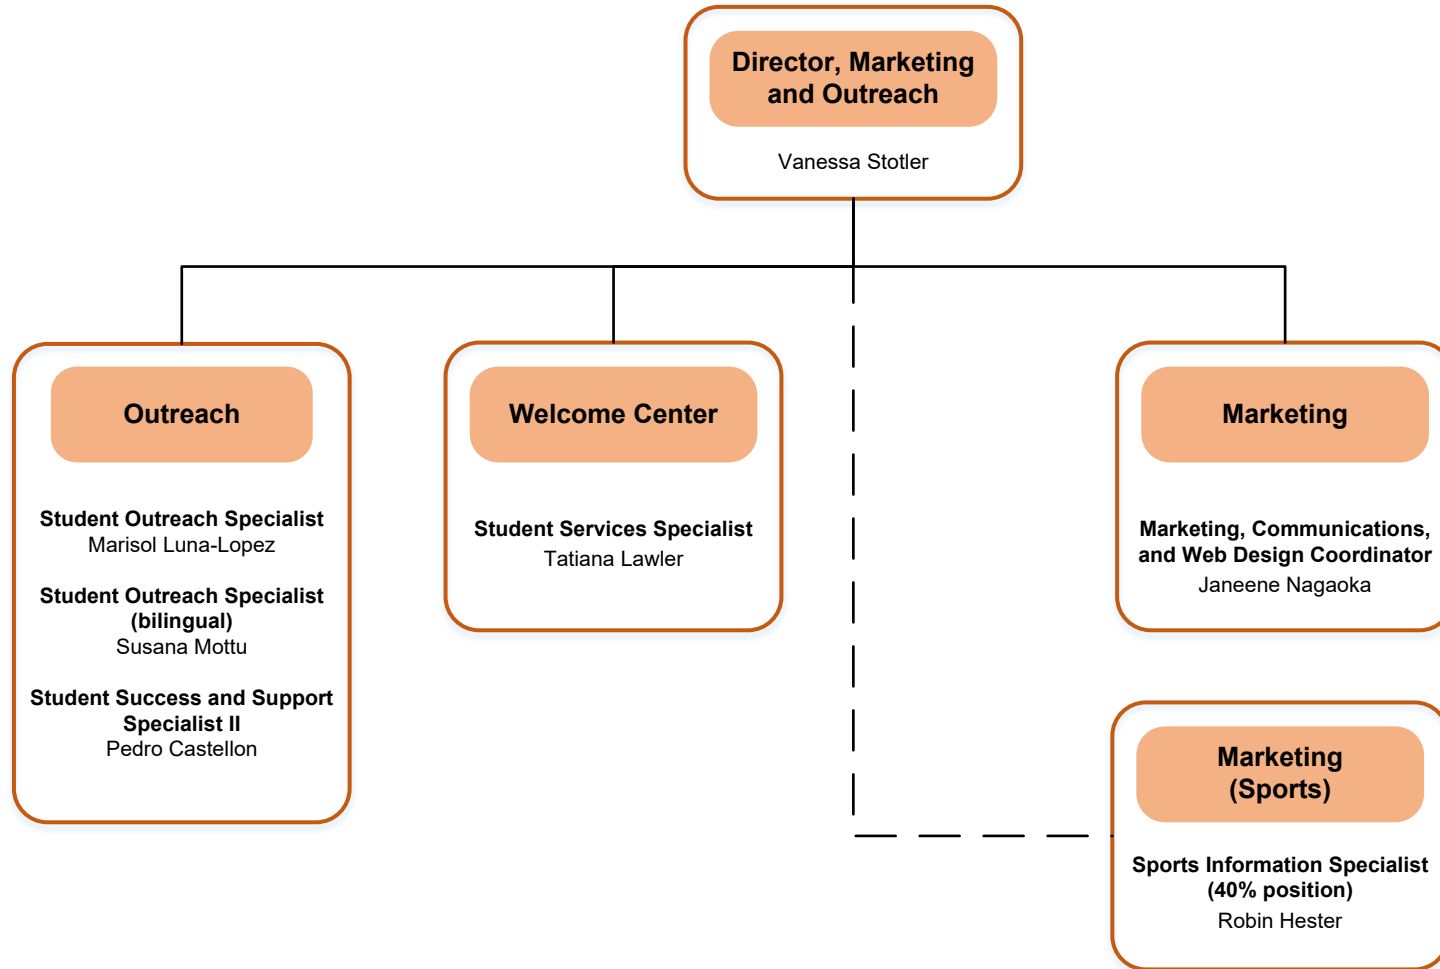 Director, Marketing
and Outreach
Vanessa Stotler
Outreach
Student Outreach Specialist
Marisol Luna-Lopez
Student Outreach Specialist
(bilingual)
Susana Mottu
Student Success and Support
Specialist II
Pedro Castellon
Welcome Center
Student Services Specialist
Tatiana Lawler
Marketing
Marketing, Communications,
and Web Design Coordinator
Janeene Nagaoka
Marketing
(Sports)
Sports Information Specialist
(40% position)
Robin Hester